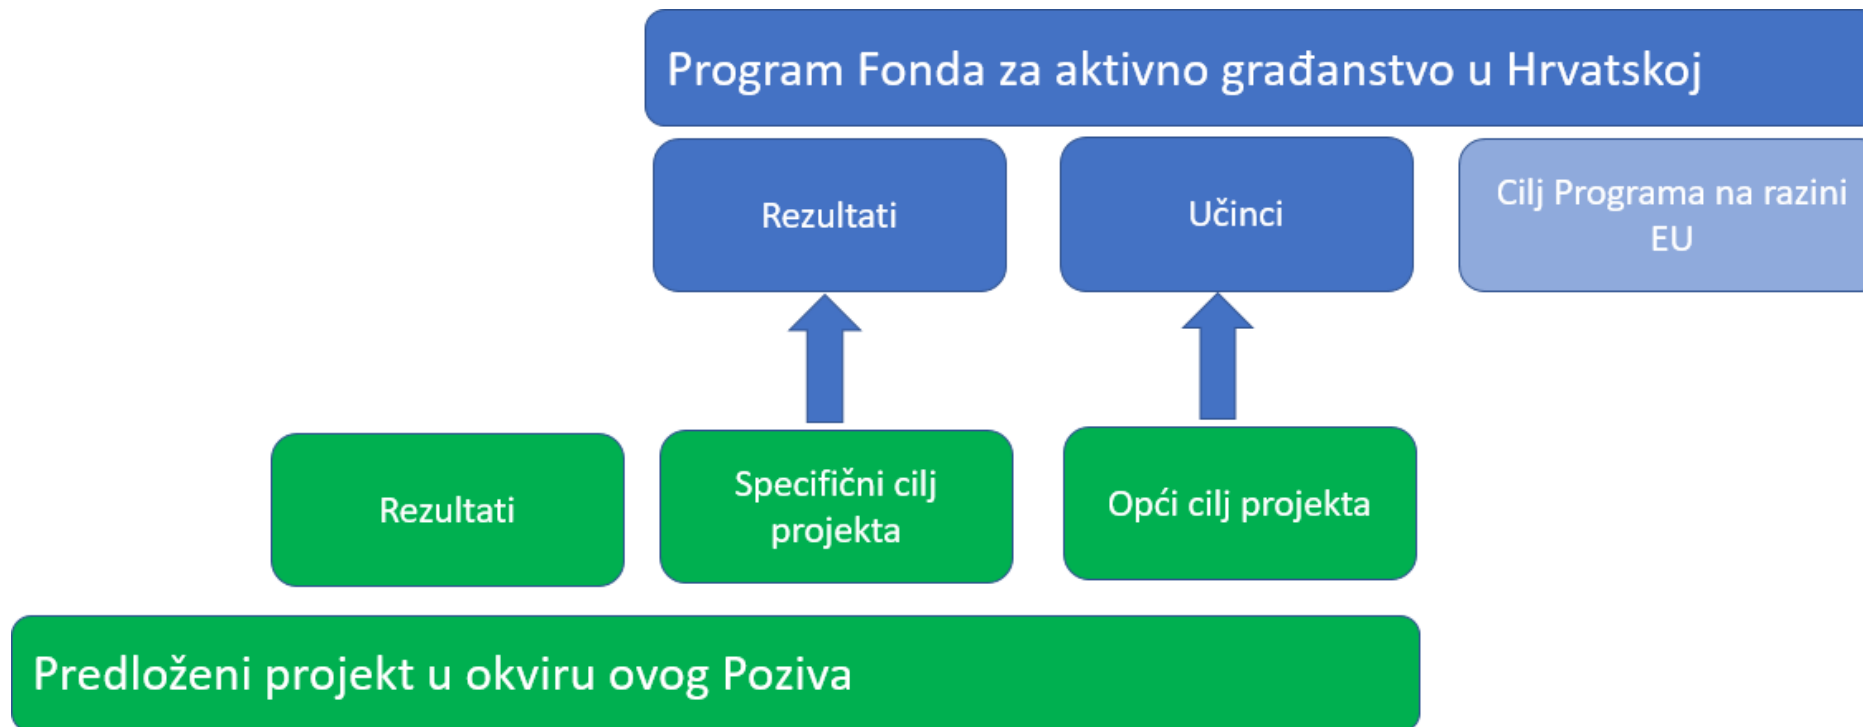 Program Fonda za aktivno građanstvo u Hrvatskoj
Rezultati
Učinci
Cilj Programa na razini
EU
Rezultati
Specifični cilj
projekta
Opći cilj projekta
Predloženi projekt u okviru ovog Poziva